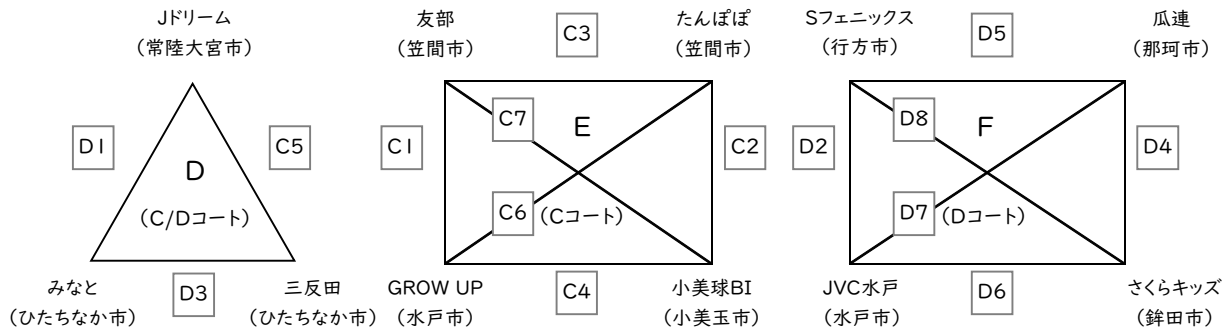 Jドリーム
（常陸大宮市）
D1
C5
D
（C/Dコート）
みなと
（ひたちなか市）
D3
三反田
（ひたちなか市）
友部
（笠間市）
C3
たんぽぽ
（笠間市）
C1
C7
E
C2
C6
（Cコート）
GROW UP
（水戸市）
C4
小美球BI
（小美玉市）
Sフェニックス
（行方市）
D5
瓜連
（那珂市）
D2
D8
F
D4
D7
（Dコート）
JVC水戸
（水戸市）
D6
さくらキッズ
（鉾田市）